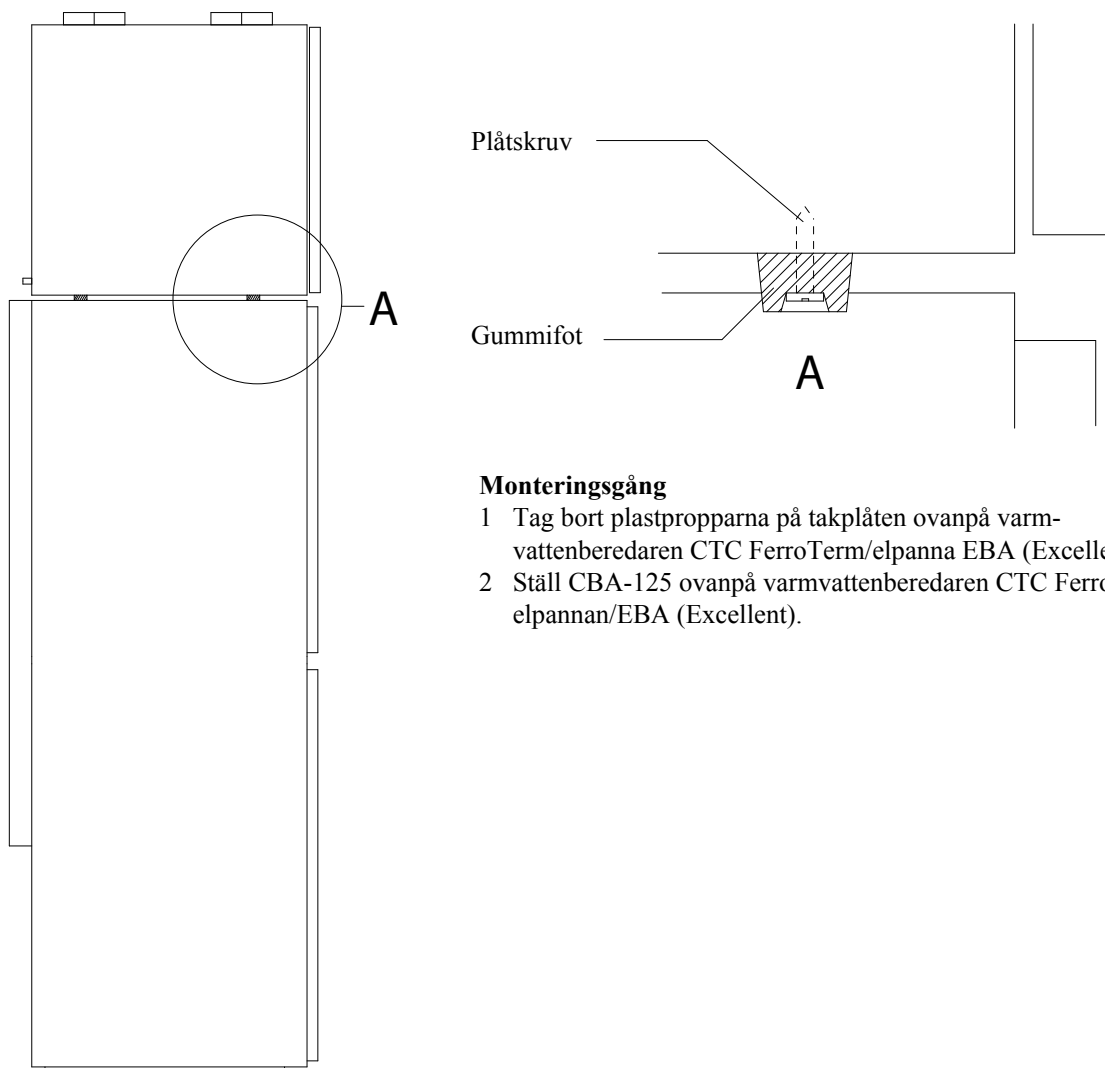 Plåtskruv
A
Gummifot
A
Monteringsgång
1 Tag bort plastpropparna på takplåten ovanpå varm-
vattenberedaren CTC FerroTerm/elpanna EBA
2 Ställ CBA-125 ovanpå varmvattenberedaren CTC
elpannan/EBA (Excellent).